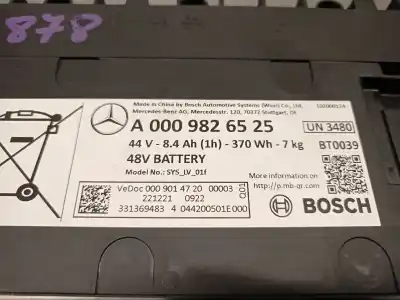 878
Made in China by Bosch Automotive Systems (Wuxi) Co., Ltd.
Mercedes-Benz AG, Mercedesstr. 120, 70372 Stuttgart, DE
A 000 982 65 25
UN 3480
44 V - 8.4 Ah (1h) - 370 Wh - 7 kg
BT0039
48V BATTERY
Model No.: SYS_LV_01f
More information on
http://p.mb-qr.com
VeDoc 000 901 47 20 00003
Q01
221221 0922
331369483 4 044200501E000
BOSCH